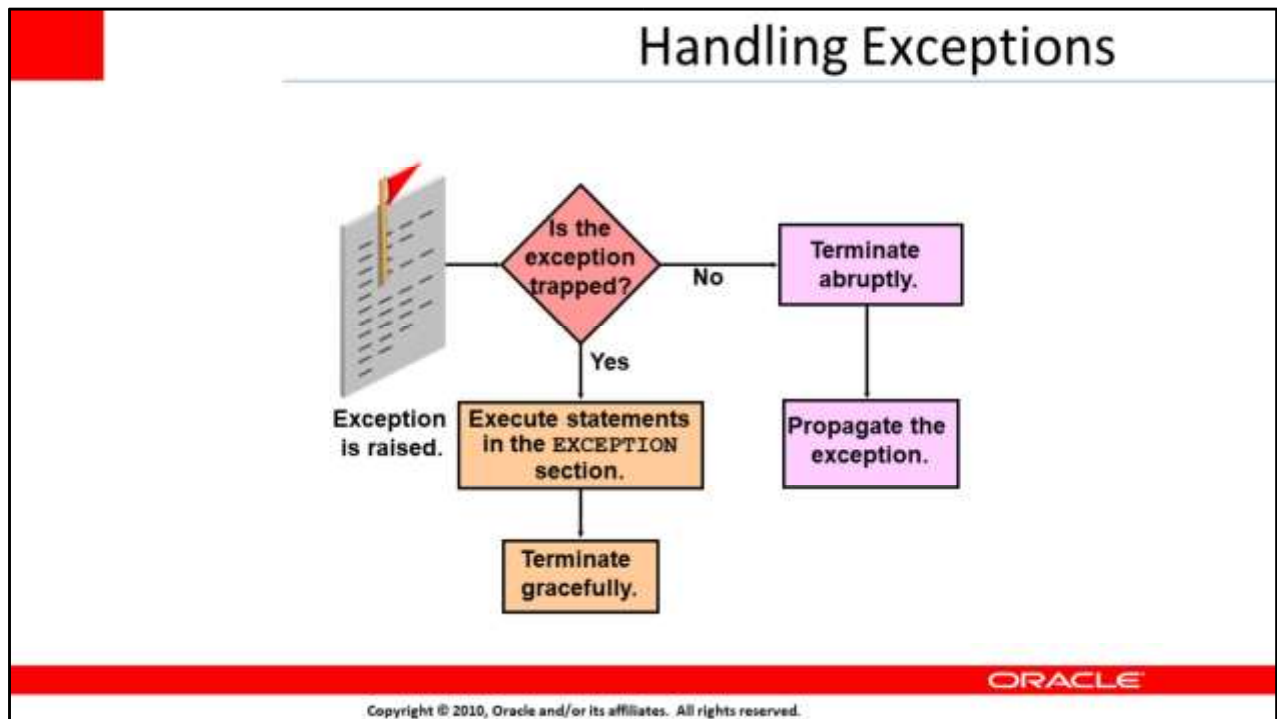 Handling Exceptions
Exception
is raised.
Is the
exception
trapped?
No
Terminate
abruptly.
Propagate the
exception.
Yes
Execute statements
in the EXCEPTION
section.
Terminate
gracefully.
ORACLE
Copyright © 2010, Oracle and/or its affiliates. All rights reserved.